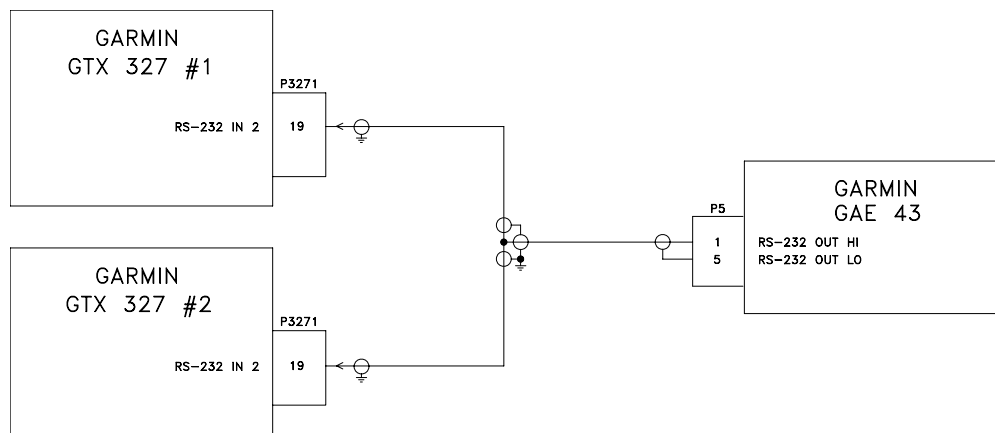 GARMIN
GTX 327 #1
P3271
RS-232 IN 2
19
GARMIN
GAE 43
P5
1
RS-232 OUT HI
5
RS-232 OUT LO
GARMIN
GTX 327 #2
P3271
RS-232 IN 2
19